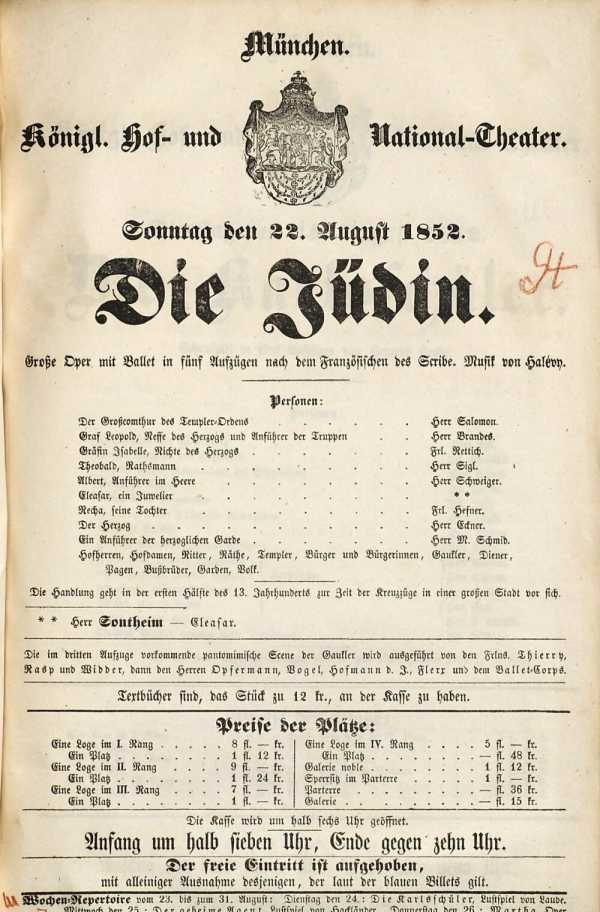 München.
Königl. Hof- und National-Theater.
Sonntag den 22. August 1852.
Die Jüdin.
Große Oper mit Ballet in fünf Aufzügen nach dem Französischen des Scribe. Musik von Halévy.
Personen:
Der Großcomthur des Templer-Ordens . . . . . . Herr Salomon.
Graf Leopold, Neffe des Herzogs und Anführer der Truppen . . . Herr Brandes.
Gräfin Isabelle, Nichte des Herzogs . . . . . . . Frl. Rettich.
Theobald, Rathsmann . . . . . . . . Herr Sigl.
Albert, Anführer im Heere . . . . . . . . Herr Schweiger.
Eleasar, ein Juwelier . . . . . . . . * *
Recha, seine Tochter . . . . . . . . Frl. Hefner.
Der Herzog . . . . . . . . . Herr Eckner.
Ein Anführer der herzoglichen Garde . . . . . . . Herr M. Schmid.
Hofherren, Hofdamen, Ritter, Räthe, Templer, Bürger und Bürgerinnen, Gaukler, Diener,
Pagen, Bußbrüder, Garden, Volk.
Die Handlung geht in der ersten Hälfte des 13. Jahrhunderts zur Zeit der Kreuzzüge in einer großen Stadt vor sich.
* * Herr Sontheim — Eleasar.
Die im dritten Aufzuge vorkommende pantomimische Scene der Gaukler wird ausgeführt von den Frlns. Thierry,
Rasp und Widder, dann den Herren Opfermann, Vogel, Hofmann d. J., Flerx und dem Ballet-Corps.
Textbücher sind, das Stück zu 12 kr., an der Kasse zu haben.
Preise der Plätze:
Eine Loge im I. Rang . . . . . 8 fl. — kr.
Ein Platz . . . . . 1 fl. 12 kr.
Eine Loge im II. Rang . . . . . 9 fl. — kr.
Ein Platz . . . . . 1 fl. 24 kr.
Eine Loge im III. Rang . . . . . 7 fl. — kr.
Ein Platz . . . . . 1 fl. — kr.
Eine Loge im IV. Rang . . . . 5 fl. — kr.
Ein Platz . . . . . — fl. 48 kr.
Galerie noble . . . . . . 1 fl. 12 kr.
Sperrsitz im Parterre . . . . 1 fl. — kr.
Parterre . . . . . . — fl. 36 kr.
Galerie . . . . . . — fl. 15 kr.
Die Kasse wird um halb sechs Uhr geöffnet.
Anfang um halb sieben Uhr, Ende gegen zehn Uhr.
Der freie Eintritt ist aufgehoben,
mit alleiniger Ausnahme desjenigen, der laut der blauen Billets gilt.
Wochen-Repertoire vom 23. bis zum 31. August: Dienstag den 24.: Die Karlsschüler, Lustspiel von Laube.
Mittwoch den 25.: Der geheime Agent, Lustspiel von Hackländer. Donnerstag den 26.: